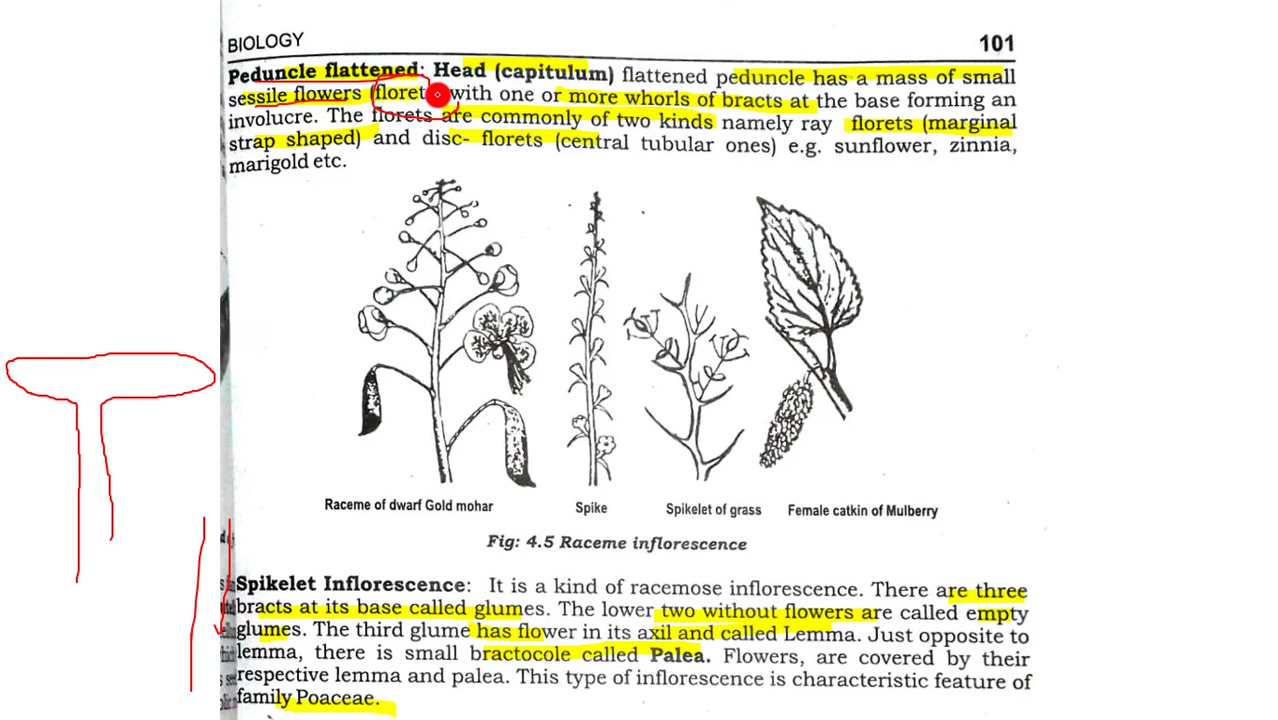 BIOLOGY 101
Peduncle flattened: Head (capitulum) flattened peduncle has a mass of small
sessile flowers (floret with one or more whorls of bracts at the base forming an
involucre. The florets are commonly of two kinds namely ray florets (marginal
strap shaped) and disc- florets (central tubular ones) e.g. sunflower, zinnia,
marigold etc.
Raceme of dwarf Gold mohar Spike Spikelet of grass Female catkin of Mulberry
Fig: 4.5 Raceme inflorescence
Spikelet Inflorescence: It is a kind of racemose inflorescence. There are three
bracts at its base called glumes. The lower two without flowers are called empty
glumes. The third glume has flower in its axil and called Lemma. Just opposite to
lemma, there is small bractocole called Palea. Flowers, are covered by their
respective lemma and palea. This type of inflorescence is characteristic feature of
family Poaceae.